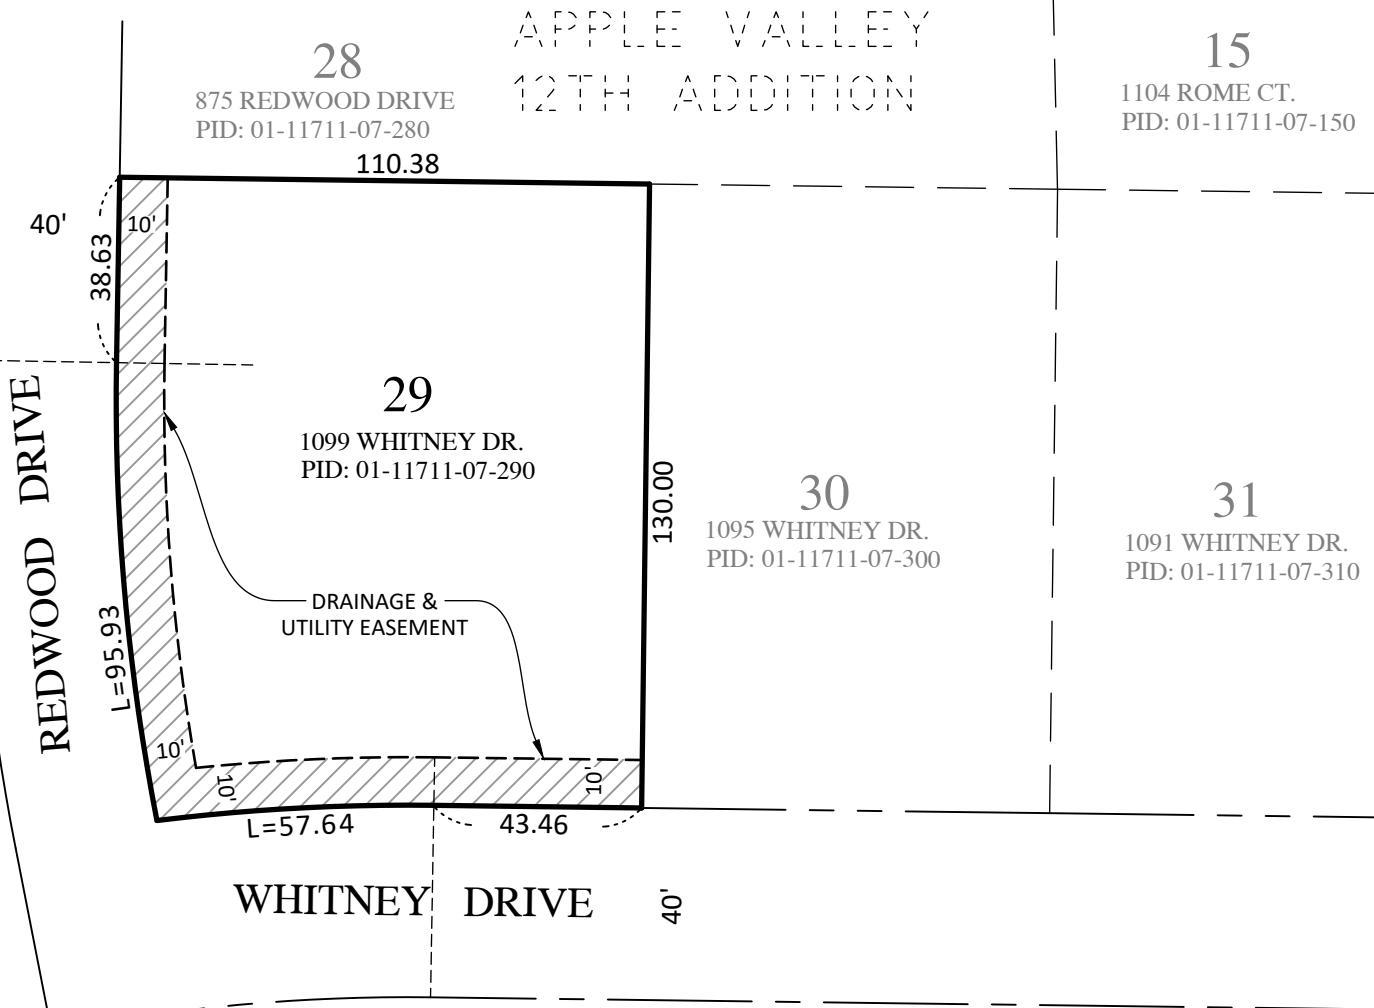 APPLE VALLEY
12TH ADDITION
28
875 REDWOOD DRIVE
PID: 01-11711-07-280
15
1104 ROME CT.
PID: 01-11711-07-150
110.38
40'
10'
38.63
29
1099 WHITNEY DR.
PID: 01-11711-07-290
130.00
30
1095 WHITNEY DR.
PID: 01-11711-07-300
31
1091 WHITNEY DR.
PID: 01-11711-07-310
REDWOOD DRIVE
DRAINAGE &
UTILITY EASEMENT
L=95.93
10'
10'
10'
L=57.64
43.46
WHITNEY DRIVE
40'